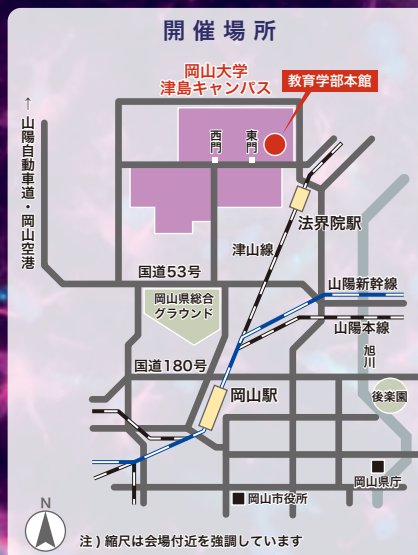 開催場所
岡山大学
津島キャンパス
教育学部本館
↑山陽自動車道・岡山空港
西門
東門
法界院駅
津山線
国道53号
山陽新幹線
岡山県総合
グラウンド
山陽本線
旭川
国道180号
岡山駅
後楽園
岡山県庁
岡山市役所
N
注）縮尺は会場付近を強調しています